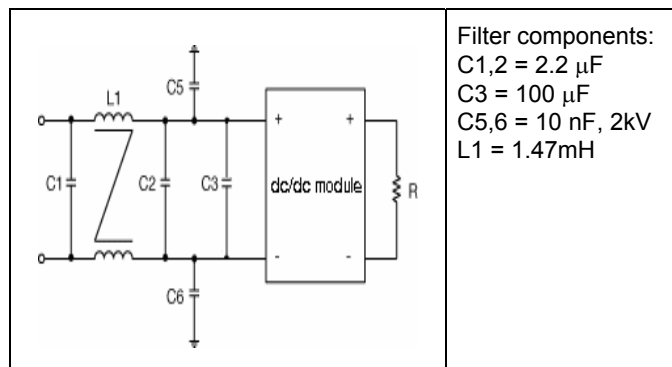 C5
L1
+ +
C1 C2 C3 dc/dc module R
- -
C6
Filter components:
C1,2 = 2.2 μF
C3 = 100 μF
C5,6 = 10 nF, 2kV
L1 = 1.47mH